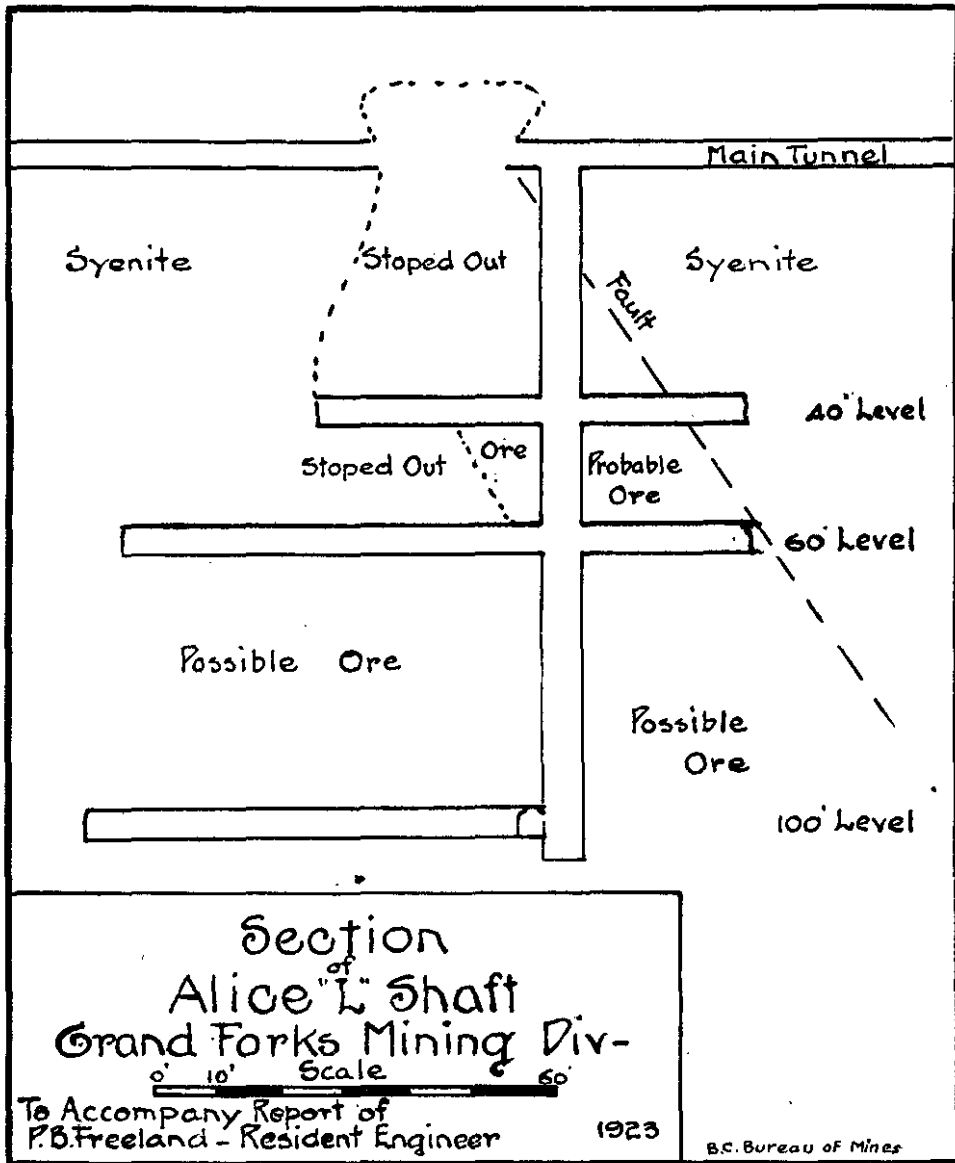 Main Tunnel
Syenite
Stoped Out
Syenite
Fault
40' Level
Stoped Out
Ore
Probable
Ore
60' Level
Possible Ore
Possible
Ore
100' Level
Section
of
Alice "L" Shaft
Grand Forks Mining Div-
Scale
0' 10' 60'
To Accompany Report of
P.B.Freeland - Resident Engineer
1923
B.C. Bureau of Mines